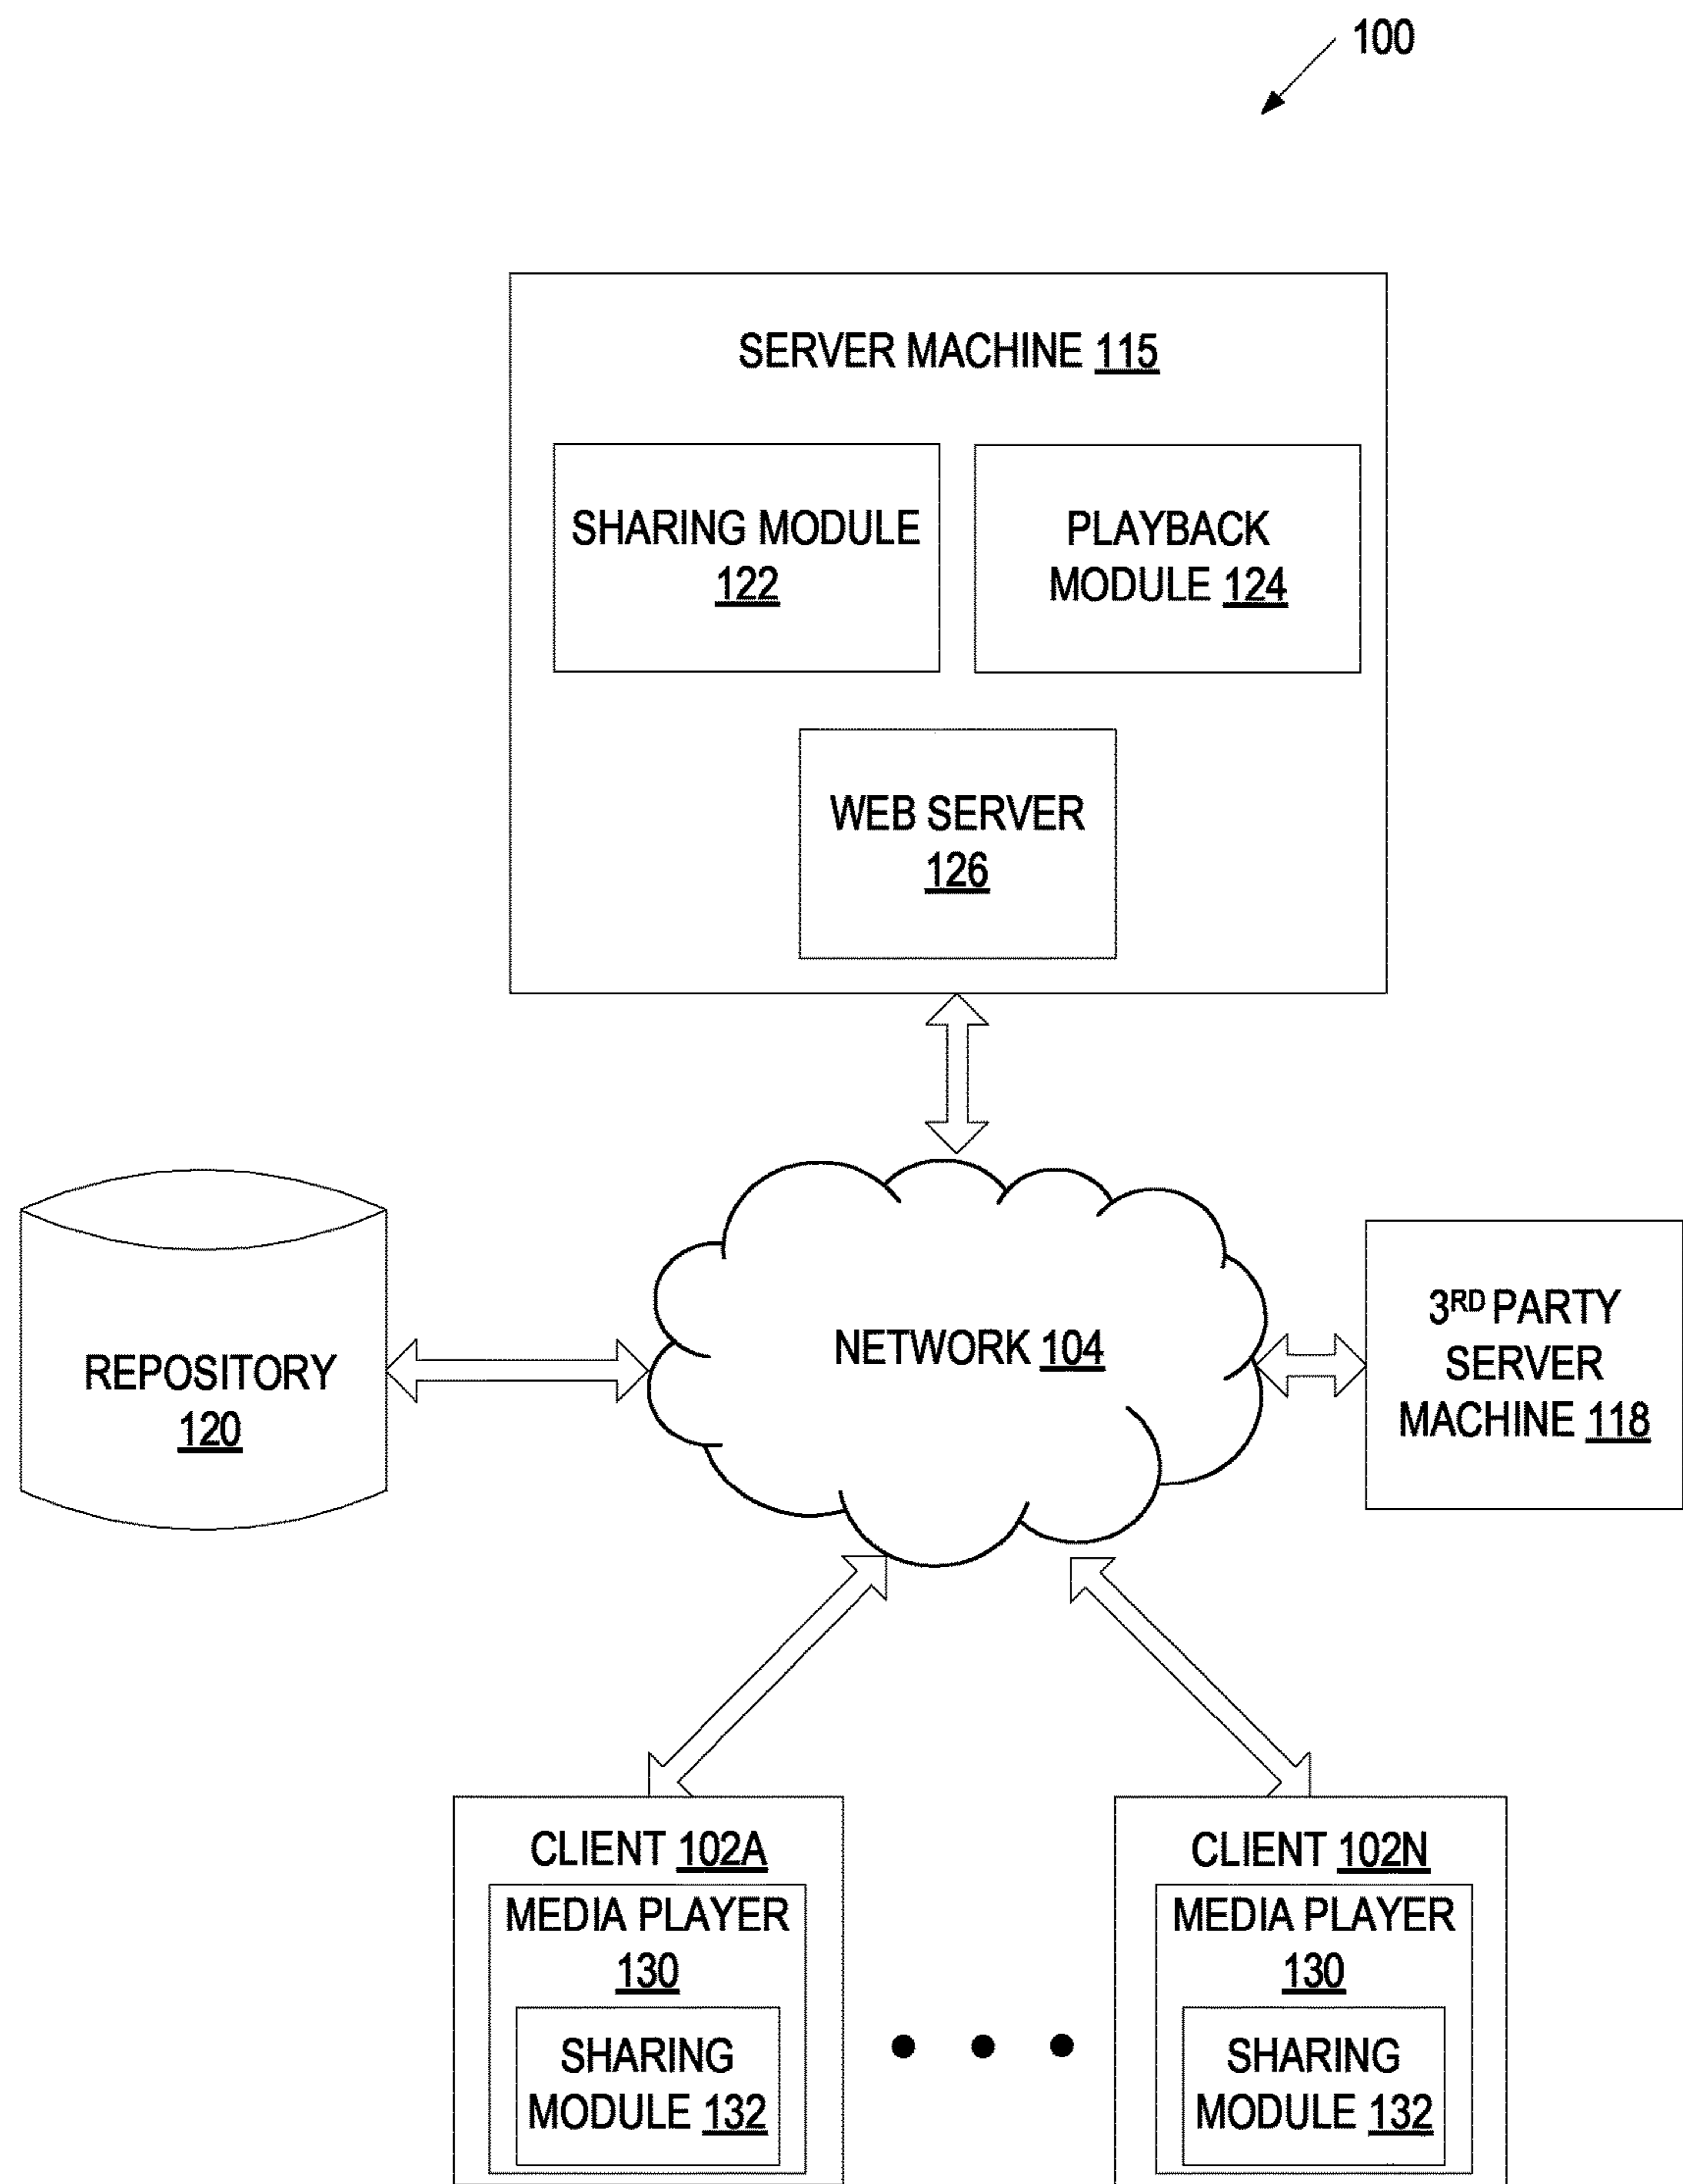 100
SERVER MACHINE 115
SHARING MODULE
122
PLAYBACK
MODULE 124
WEB SERVER
126
REPOSITORY
120
NETWORK 104
3RD PARTY
SERVER
MACHINE 118
CLIENT 102A
MEDIA PLAYER
130
SHARING
MODULE 132
CLIENT 102N
MEDIA PLAYER
130
SHARING
MODULE 132